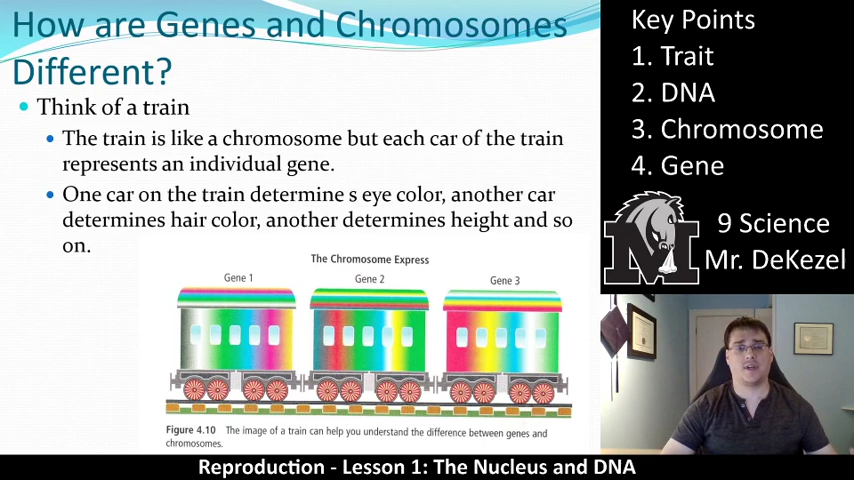 How are Genes and Chromosomes
Different?
Think of a train
The train is like a chromosome but each car of the train
represents an individual gene.
One car on the train determine s eye color, another car
determines hair color, another determines height and so
on.
The Chromosome Express
Gene 1
Gene 2
Gene 3
Figure 4.10 The image of a train can help you understand the difference between genes and
chromosomes.
Key Points
1. Trait
2. DNA
3. Chromosome
4. Gene
M
9 Science
Mr. DeKezel
Reproduction - Lesson 1: The Nucleus and DNA